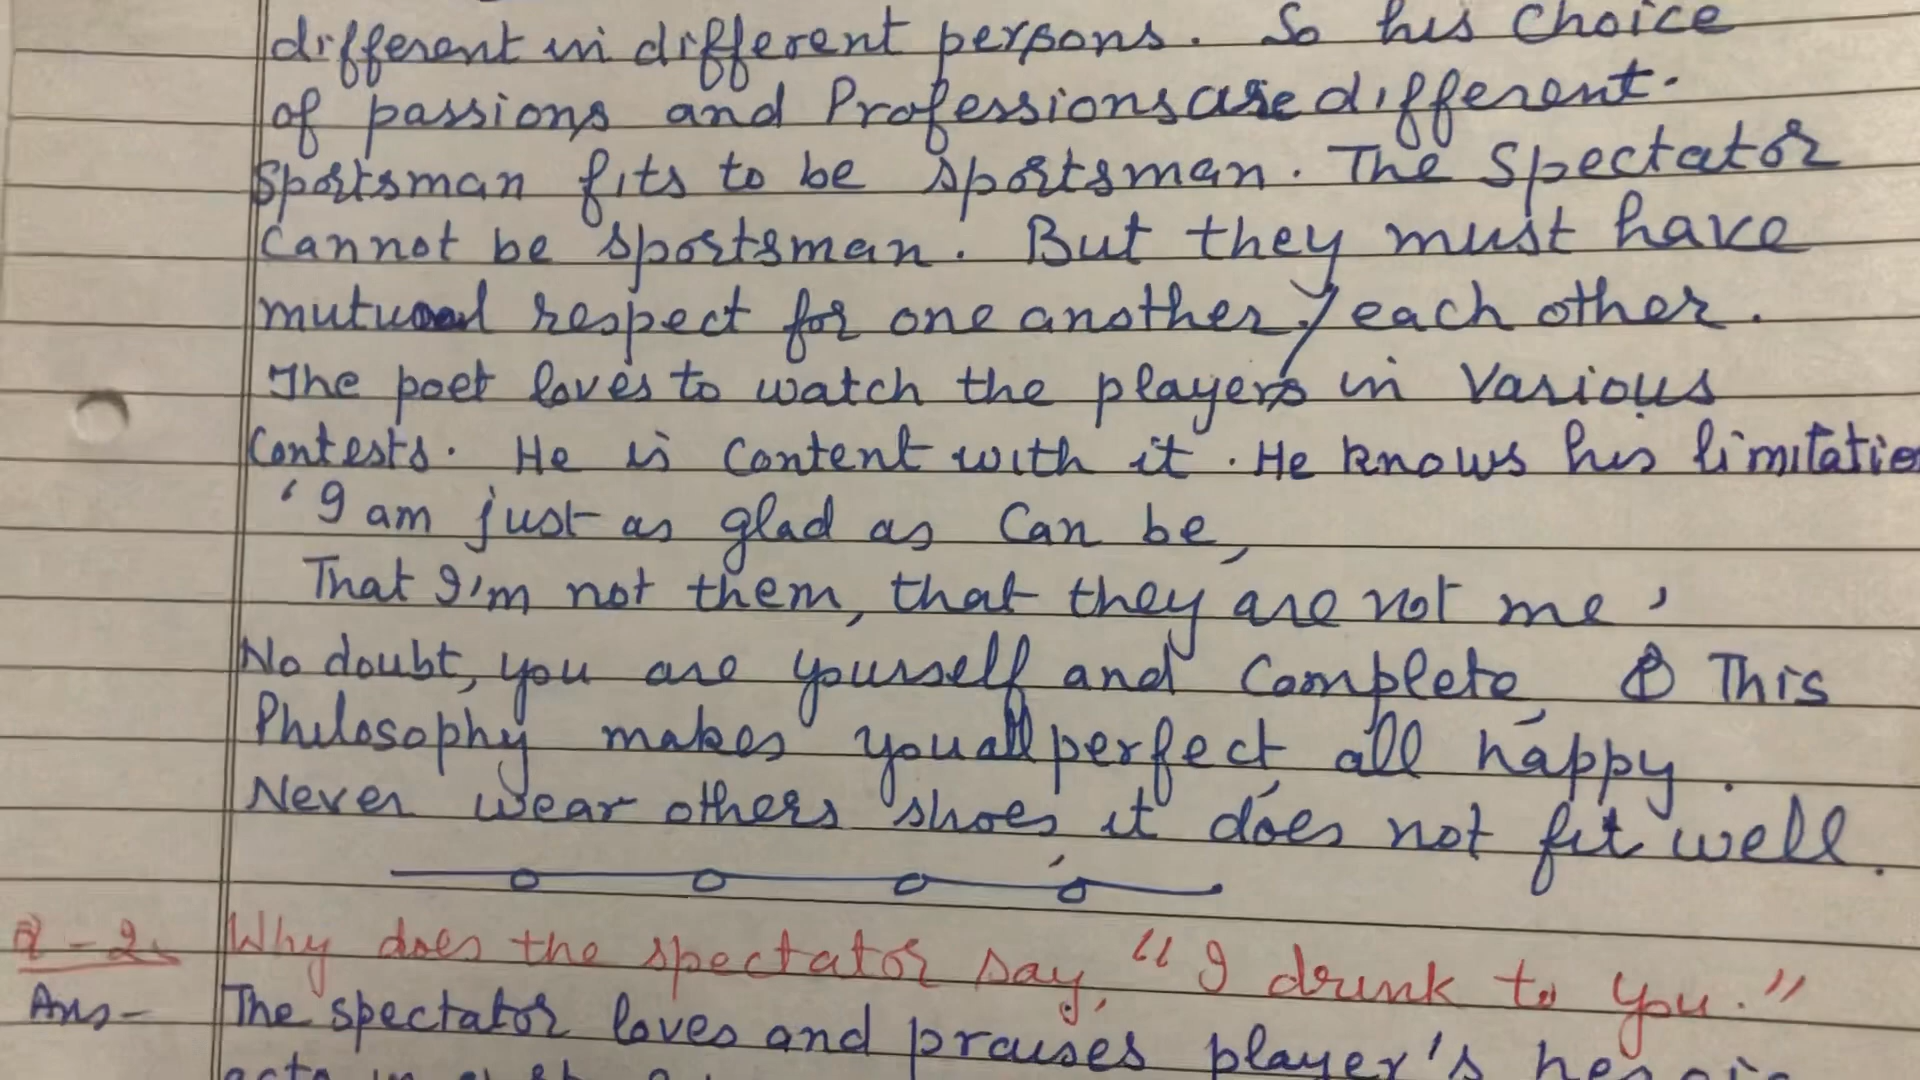 different in different persons. So his choice
of passions and Professions are different.
Sportsman fits to be sportsman. The Spectator
cannot be sportsman. But they must have
mutual respect for one another / each other.
The poet loves to watch the players in various
contests. He is content with it. He knows his limitatio
'I am just as glad as can be,
That I'm not them, that they are not me'
No doubt, you are yourself and complete. This
Philosophy makes you all perfect, all happy.
Never wear others shoes, it does not fit well.
Q-2. Why does the spectator say, "I drunk to you."
Ans- The spectator loves and praises player's heroic
acts in